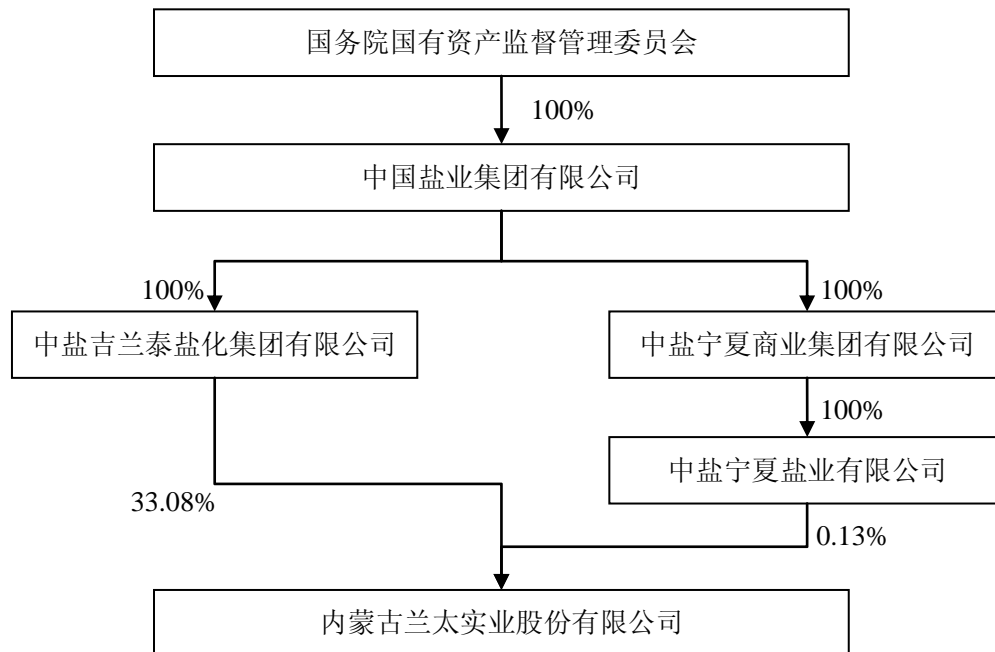 国务院国有资产监督管理委员会
100%
中国盐业集团有限公司
100%
100%
中盐吉兰泰盐化集团有限公司
中盐宁夏商业集团有限公司
100%
中盐宁夏盐业有限公司
33.08%
0.13%
内蒙古兰太实业股份有限公司